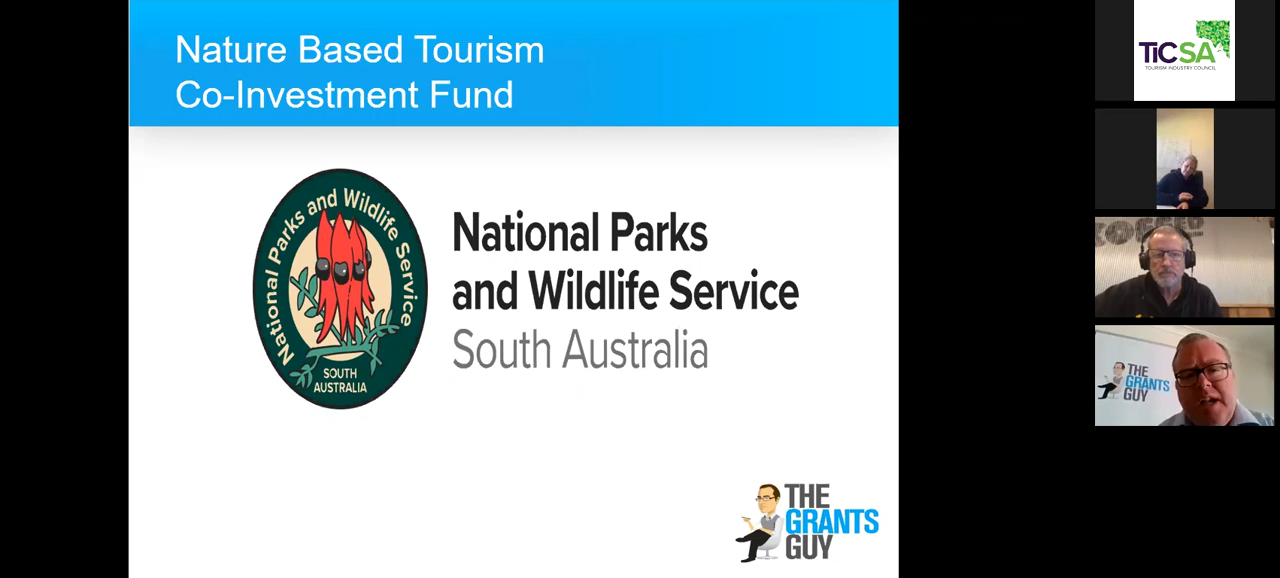 Nature Based Tourism
Co-Investment Fund
National Parks and Wildlife Service
SOUTH
AUSTRALIA
National Parks
and Wildlife Service
South Australia
THE
GRANTS
GUY
TiCSA
TOURISM INDUSTRY COUNCIL
THE
GRANTS
GUY